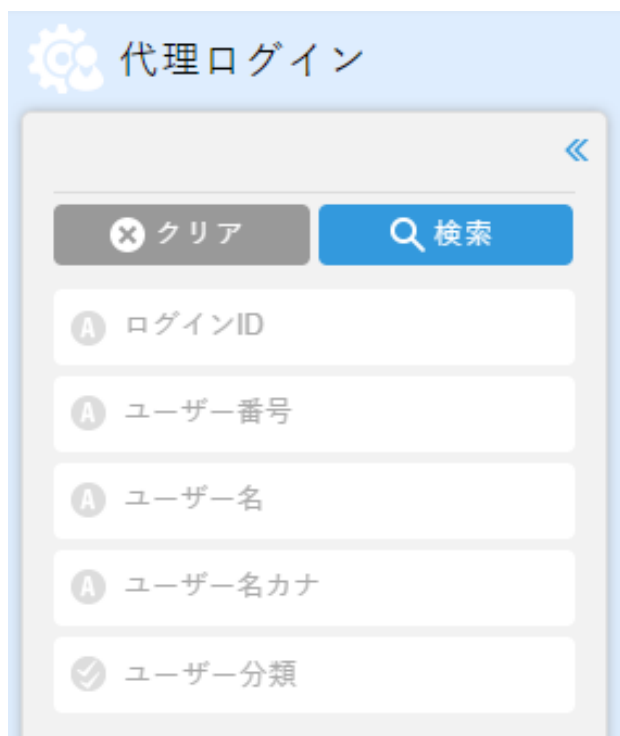 代理ログイン
クリア
検索
ログインID
ユーザー番号
ユーザー名
ユーザー名カナ
ユーザー分類